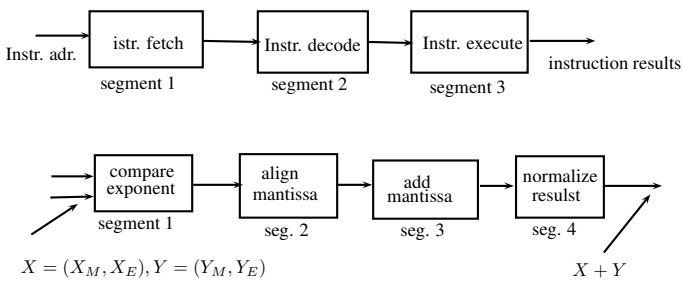 Instr. adr.
istr. fetch
Instr. decode
Instr. execute
instruction results
segment 1
segment 2
segment 3
compare
exponent
align
mantissa
add
mantissa
normalize
resulst
segment 1
seg. 2
seg. 3
seg. 4
X = (X_M, X_E), Y = (Y_M, Y_E)
X + Y